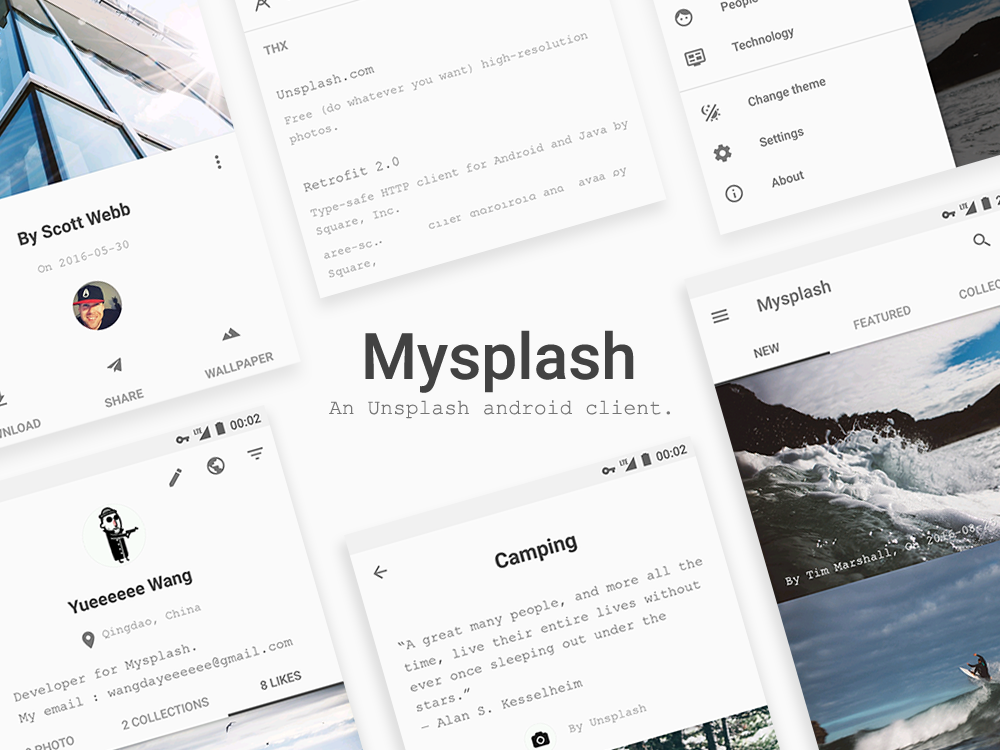 THX
Unsplash.com
Free (do whatever you want) high-resolution
photos.
Retrofit 2.0
Type-safe HTTP client for Android and Java by
Square, Inc.
Square,
People
Technology
Change theme
Settings
About
By Scott Webb
On 2016-05-30
SHARE
WALLPAPER
Mysplash
An Unsplash android client.
Mysplash
NEW
FEATURED
By Tim Marshall, On 2016-08-
LTE 00:02
Yueeeeee Wang
Qingdao, China
Developer for Mysplash.
My email : wangdayeeeeee@gmail.com
PHOTO
2 COLLECTIONS
8 LIKES
LTE 00:02
Camping
“A great many people, and more all the
time, live their entire lives without
ever once sleeping out under the
stars.”
— Alan S. Kesselheim
By Unsplash